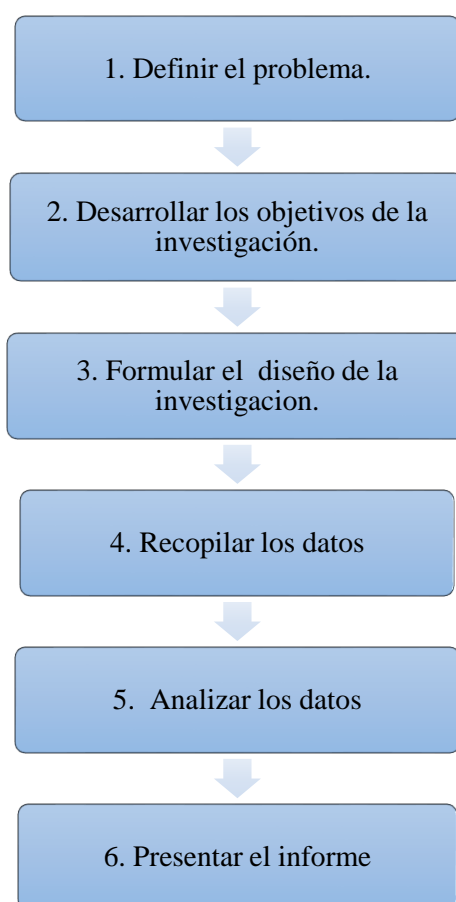 1. Definir el problema.
2. Desarrollar los objetivos de la
investigación.
3. Formular el  diseño de la
investigacion.
4. Recopilar los datos
5.  Analizar los datos
6. Presentar el informe